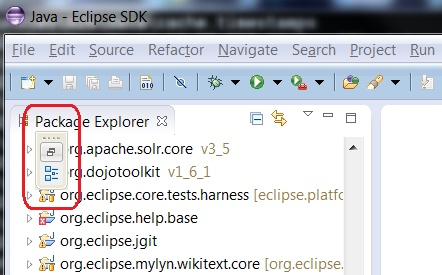 Java - Eclipse SDK
File Edit Source Refactor Navigate Search Project Run
Package Explorer
org.apache.solr.core v3_5
org.dojotoolkit v1_6_1
org.eclipse.core.tests.harness [eclipse.platfo
org.eclipse.help.base
org.eclipse.jgit
org.eclipse.mylyn.wikitext.core [org.eclipse.